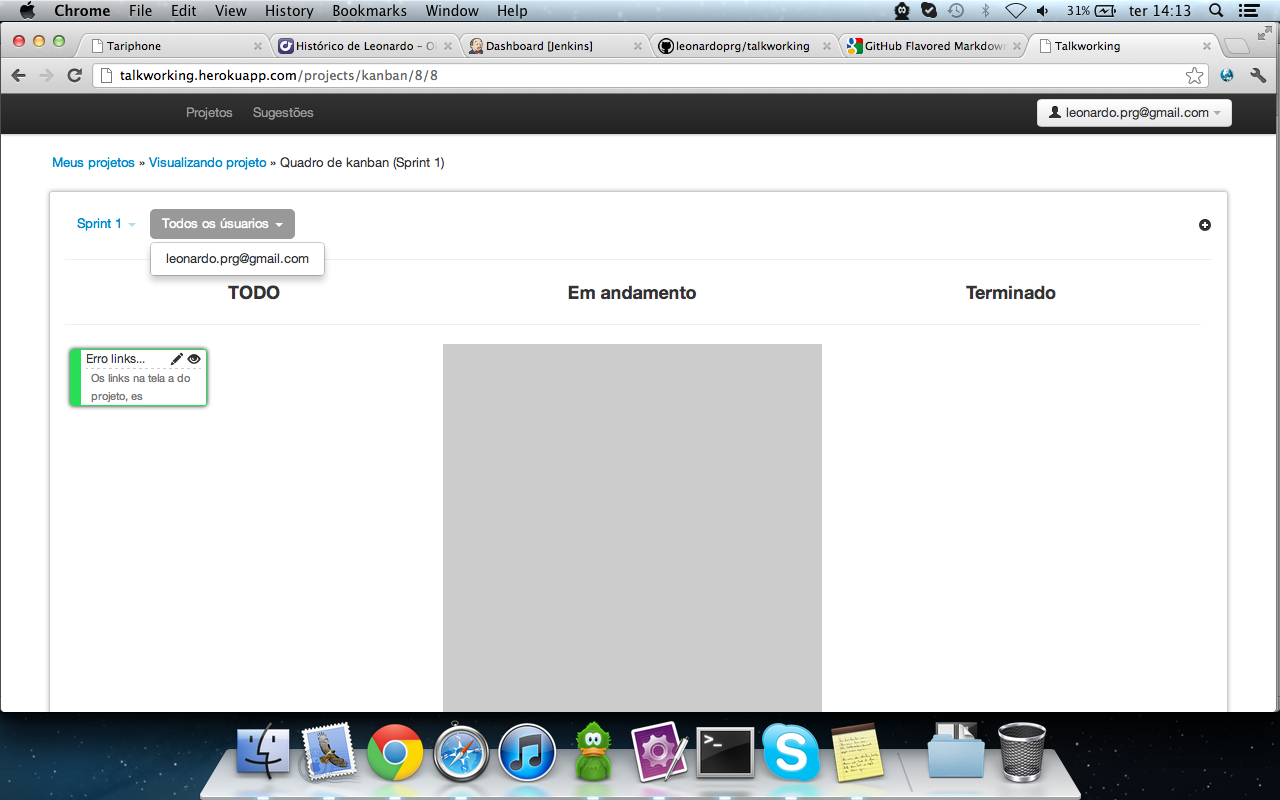 Chrome File Edit View History Bookmarks Window Help 31% ter 14:13
Tariphone Histórico de Leonardo – O Dashboard [Jenkins] leonardoprg/talkworking GitHub Flavored Markdown Talkworking
talkworking.herokuapp.com/projects/kanban/8/8
Projetos Sugestões leonardo.prg@gmail.com
Meus projetos » Visualizando projeto » Quadro de kanban (Sprint 1)
Sprint 1 Todos os úsuarios
leonardo.prg@gmail.com
TODO Em andamento Terminado
Erro links...
Os links na tela a do
projeto, es